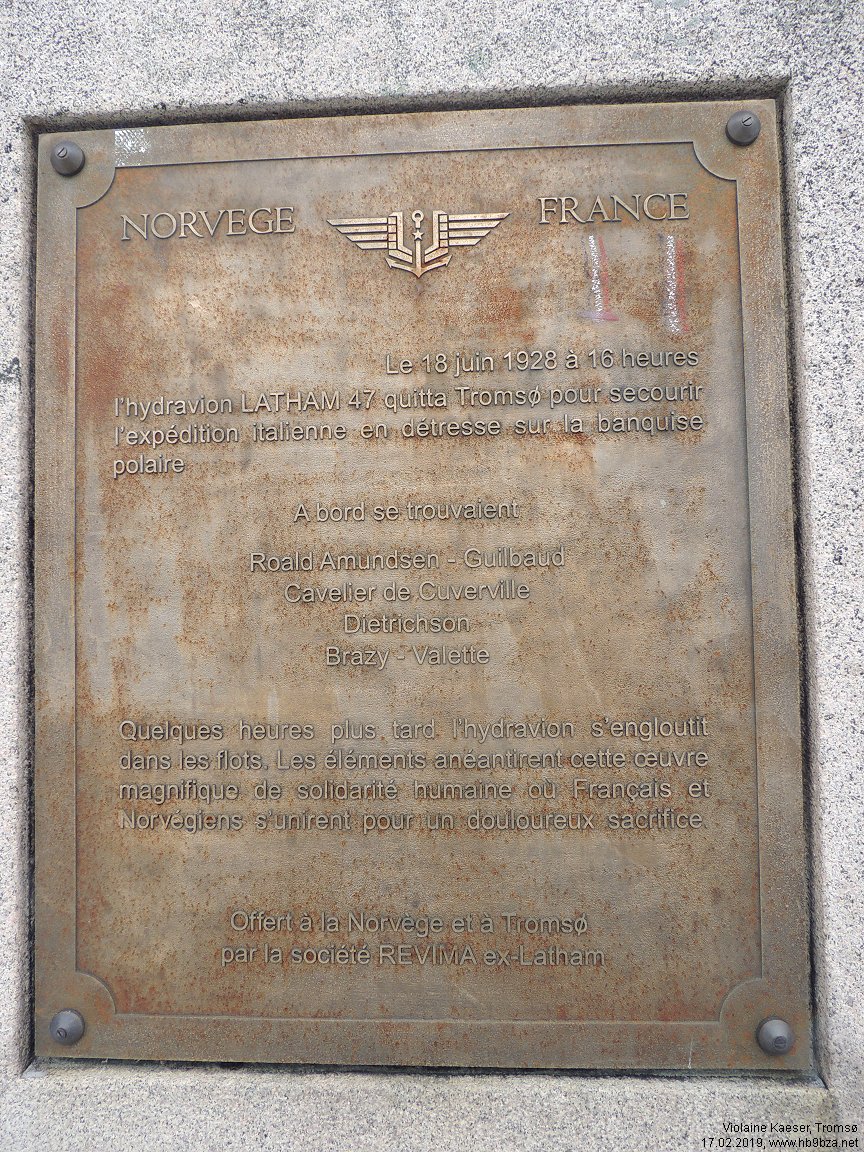 NORVEGE FRANCE
Le 18 juin 1928 à 16 heures
l'hydravion LATHAM 47 quitta Tromsø pour secourir
l'expédition italienne en détresse sur la banquise
polaire
A bord se trouvaient
Roald Amundsen - Guilbaud
Cavelier de Cuverville
Dietrichson
Brazy - Valette
Quelques heures plus tard l'hydravion s'engloutit
dans les flots. Les éléments anéantirent cette œuvre
magnifique de solidarité humaine où Français et
Norvégiens s'unirent pour un douloureux sacrifice.
Offert à la Norvège et à Tromsø
par la société REVIMA ex-Latham
Violaine Kaeser, Tromsø
17.02.2019, www.hb9bza.net